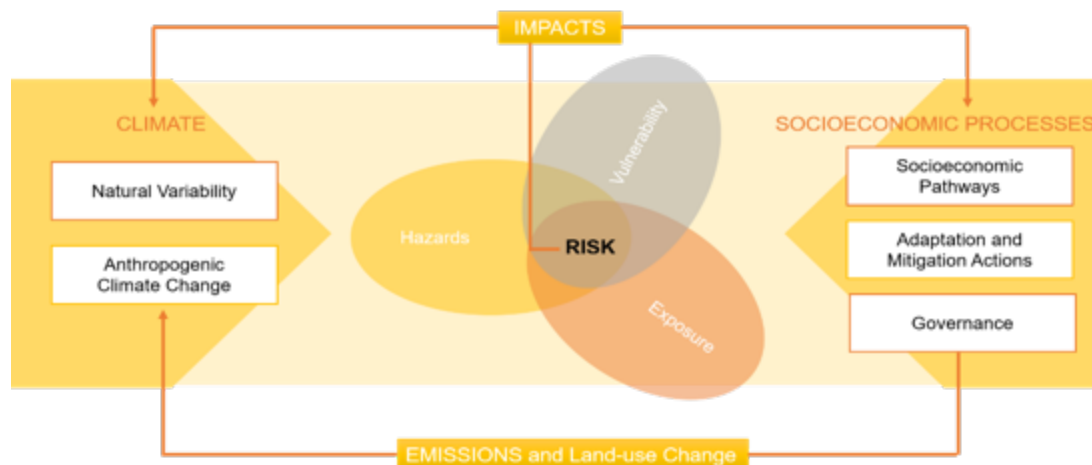 IMPACTS
CLIMATE
Natural Variability
Anthropogenic
Climate Change
Vulnerability
Hazards
RISK
Exposure
SOCIOECONOMIC PROCESSES
Socioeconomic
Pathways
Adaptation and
Mitigation Actions
Governance
EMISSIONS and Land-use Change